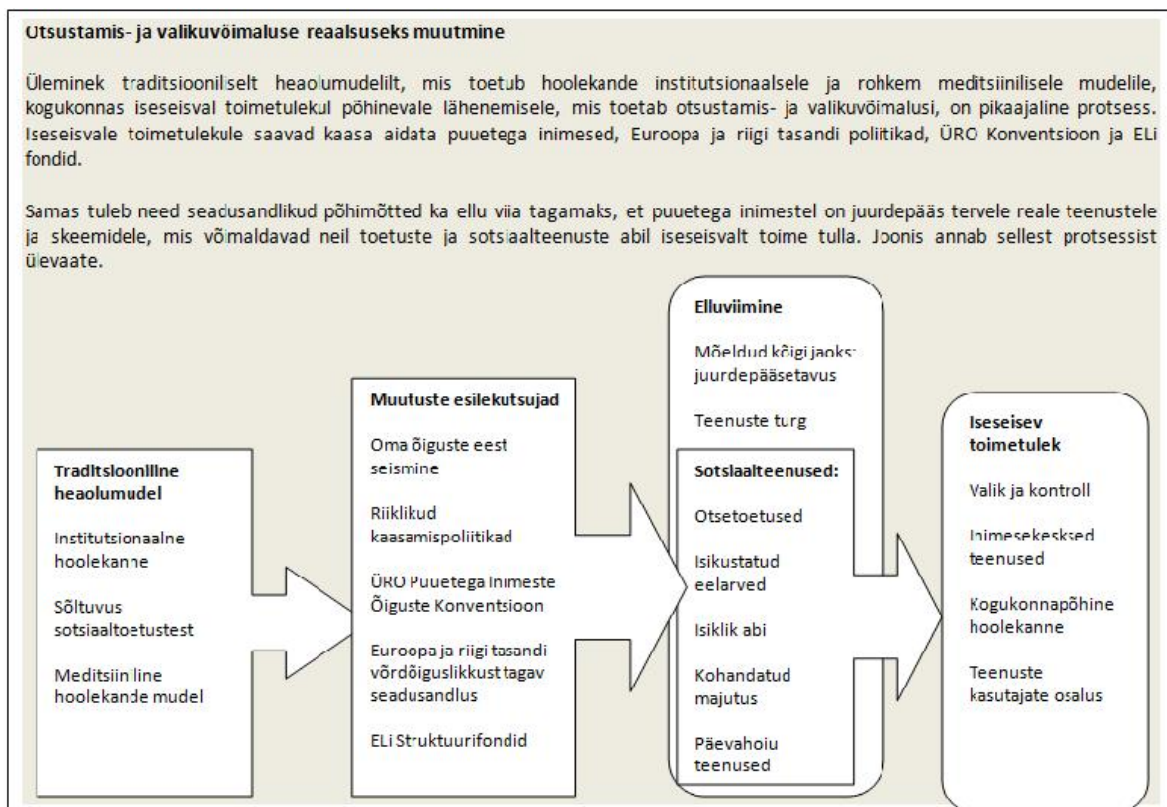 Otsustamis- ja valikuvõimaluse reaalsuseks muutmine
Üleminek traditsiooniliselt heaolumudelilt, mis toetub hoolekande institutsionaalsele ja rohkem meditsiinilisele mudelile,
kogukonnas iseseisval toimetulekul põhinevale lähenemisele, mis toetab otsustamis- ja valikuvõimalusi, on pikaajaline protsess.
Iseseisvale toimetulekule saavad kaasa aidata puuetega inimesed, Euroopa ja riigi tasandi poliitikad, ÜRO Konventsioon ja ELi
fondid.
Samas tuleb need seadusandlikud põhimõtted ka ellu viia tagamaks, et puuetega inimestel on juurdepääs tervele reale teenustele
ja skeemidele, mis võimaldavad neil toetuste ja sotsiaalteenuste abil iseseisvalt toime tulla. Joonis annab sellest protsessist
ülevaate.
Traditsiooniline
heaolumudel
Institutsionaalne
hoolekanne
Sõltuvus
sotsiaaltoetustest
Meditsiiniline
hoolekande mudel
Muutuste esilekutsujad
Oma õiguste eest
seismine
Riiklikud
kaasamispoliitikad
ÜRO Puuetega Inimeste
Õiguste Konventsioon
Euroopa ja riigi tasandi
võrdõiguslikkust tagav
seadusandlus
ELi Struktuurifondid
Elluviimine
Mõeldud kõigi jaoks:
juurdepääsetavus
Teenuste turg
Sotsiaalteenused:
Otsetoetused
Isikustatud
eelarved
Isiklik abi
Kohandatud
majutus
Päevahoiu
teenused
Iseseisev
toimetulek
Valik ja kontroll
Inimesekesksed
teenused
Kogukonnapõhine
hoolekanne
Teenuste
kasutajate osalus